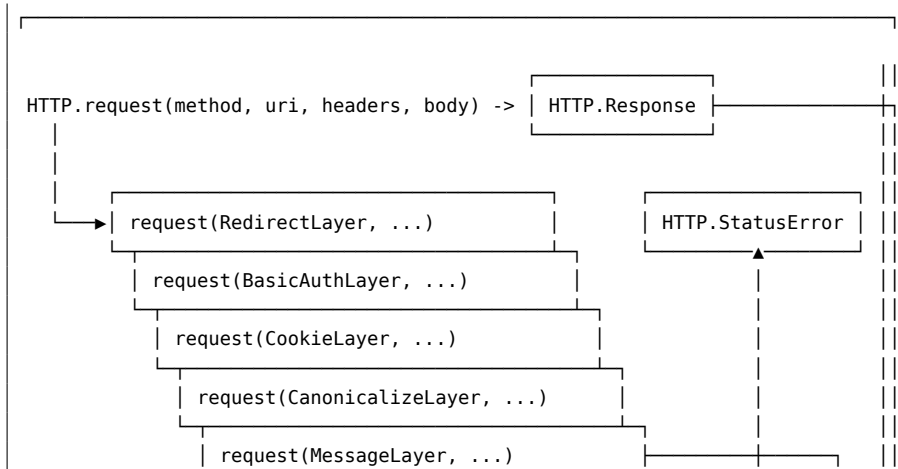 HTTP.request(method, uri, headers, body) -> HTTP.Response
request(RedirectLayer, ...) HTTP.StatusError
request(BasicAuthLayer, ...)
request(CookieLayer, ...)
request(CanonicalizeLayer, ...)
request(MessageLayer, ...)